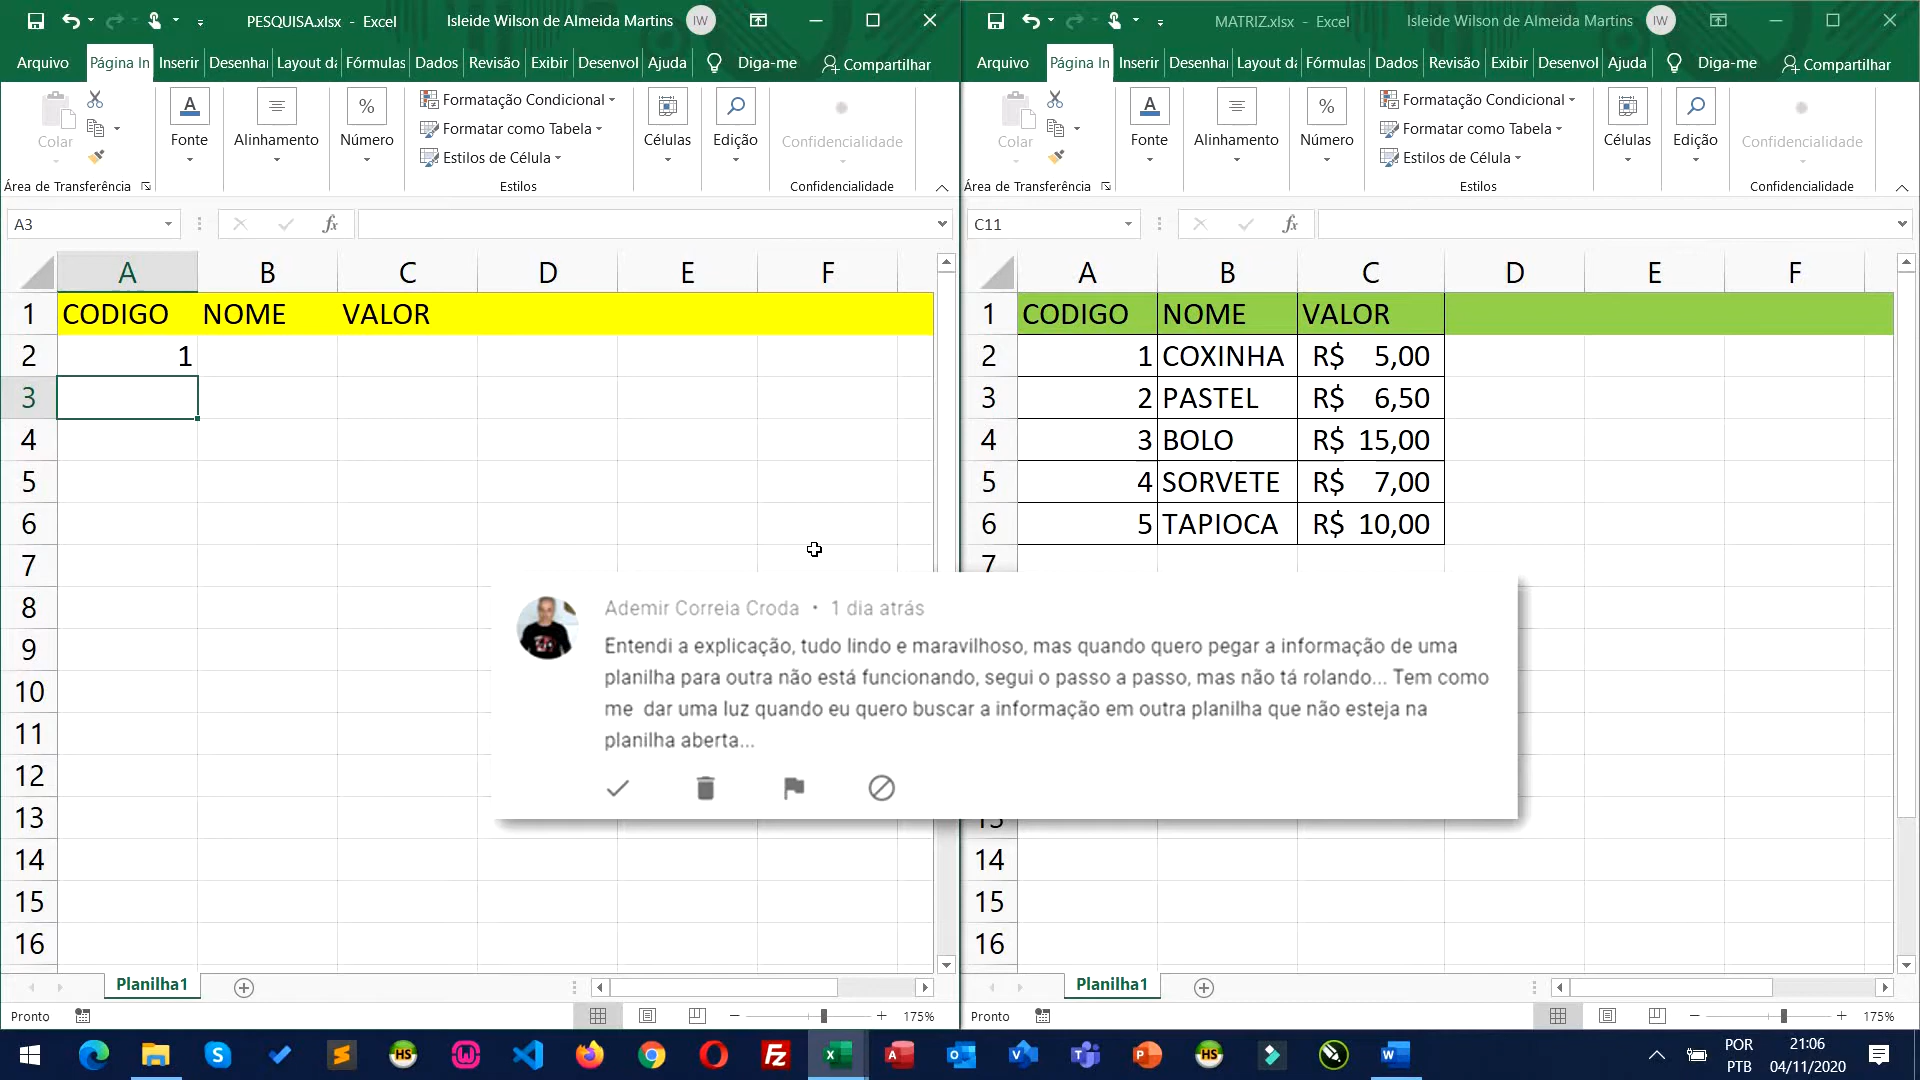 PESQUISA.xlsx - Excel
Isleide Wilson de Almeida Martins
IW
Arquivo
Página In
Inserir
Desenhar
Layout da
Fórmulas
Dados
Revisão
Exibir
Desenvol
Ajuda
Diga-me
Compartilhar
Colar
Fonte
Alinhamento
%
Número
Formatação Condicional
Formatar como Tabela
Estilos de Célula
Células
Edição
Confidencialidade
Área de Transferência
Estilos
Confidencialidade
A3
fx
A B C D E F
1 CODIGO NOME VALOR
2 1
3
4
5
6
7
8
9
10
11
12
13
14
15
16
Planilha1
Pronto
175%
MATRIZ.xlsx - Excel
Isleide Wilson de Almeida Martins
IW
Arquivo
Página In
Inserir
Desenhar
Layout da
Fórmulas
Dados
Revisão
Exibir
Desenvol
Ajuda
Diga-me
Compartilhar
Colar
Fonte
Alinhamento
%
Número
Formatação Condicional
Formatar como Tabela
Estilos de Célula
Células
Edição
Confidencialidade
Área de Transferência
Estilos
Confidencialidade
C11
fx
A B C D E F
1 CODIGO NOME VALOR
2 1 COXINHA R$ 5,00
3 2 PASTEL R$ 6,50
4 3 BOLO R$ 15,00
5 4 SORVETE R$ 7,00
6 5 TAPIOCA R$ 10,00
7
13
14
15
16
Planilha1
Pronto
175%
Ademir Correia Croda • 1 dia atrás
Entendi a explicação, tudo lindo e maravilhoso, mas quando quero pegar a informação de uma
planilha para outra não está funcionando, segui o passo a passo, mas não tá rolando... Tem como
me dar uma luz quando eu quero buscar a informação em outra planilha que não esteja na
planilha aberta...
POR
PTB
21:06
04/11/2020